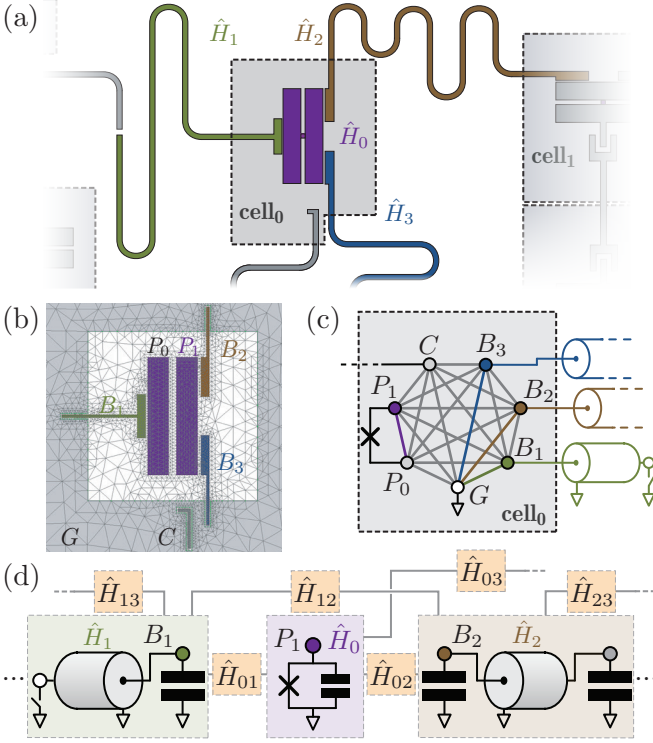 (a)
Ĥ₁
Ĥ₂
Ĥ₀
cell₁
cell₀
Ĥ₃
(b)
P₀ P₁ B₂
B₁
B₃
G C
(c)
C B₃
P₁ B₂
B₁
P₀
G
cell₀
(d)
Ĥ₁₃ Ĥ₁₂ Ĥ₀₃ Ĥ₂₃
Ĥ₁ B₁ P₁ Ĥ₀ B₂ Ĥ₂
Ĥ₀₁ Ĥ₀₂